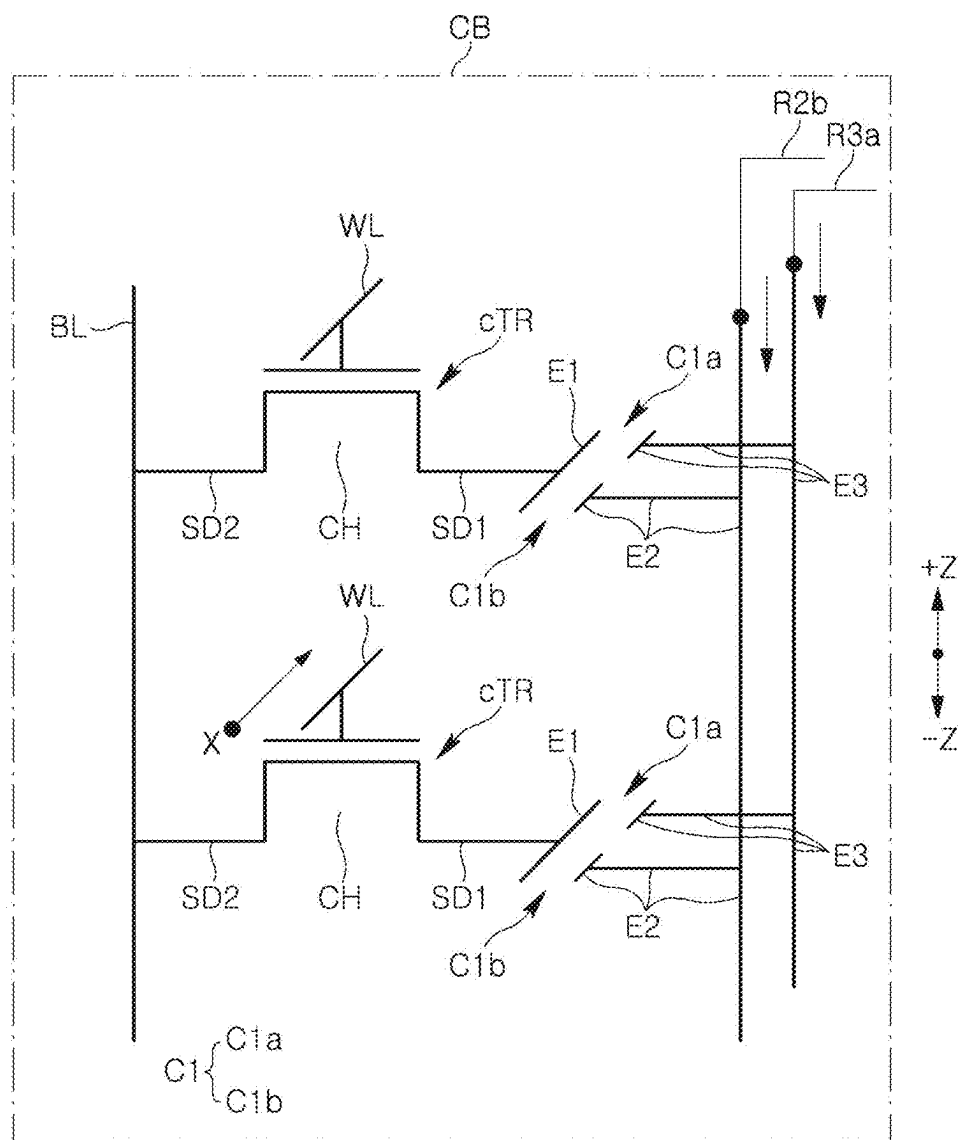 CB
R2b
R3a
WL
BL
cTR
C1a
E1
E3
SD2
CH
SD1
E2
C1b
+Z
WL
cTR
X
C1a
–Z
E1
E3
SD2
CH
SD1
E2
C1b
C1 { C1a
C1b